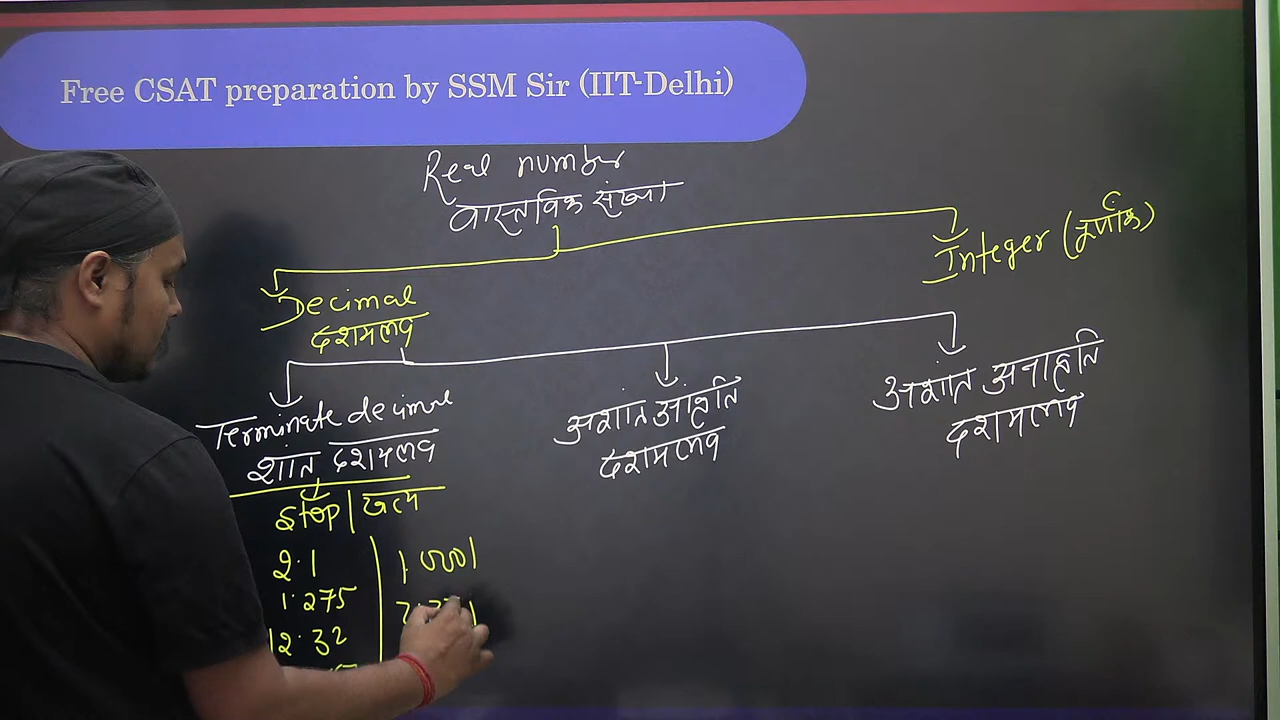 Free CSAT preparation by SSM Sir (IIT-Delhi)
Real number
वास्तविक संख्या
Decimal
दशमलव
Integer (पूर्णांक)
Terminate decimal
शांत दशमलव
stop | खत्म
अशांत आवृत्ति
दशमलव
अशांत अनावृत्ति
दशमलव
2.1
1.275
12.32
1.0001